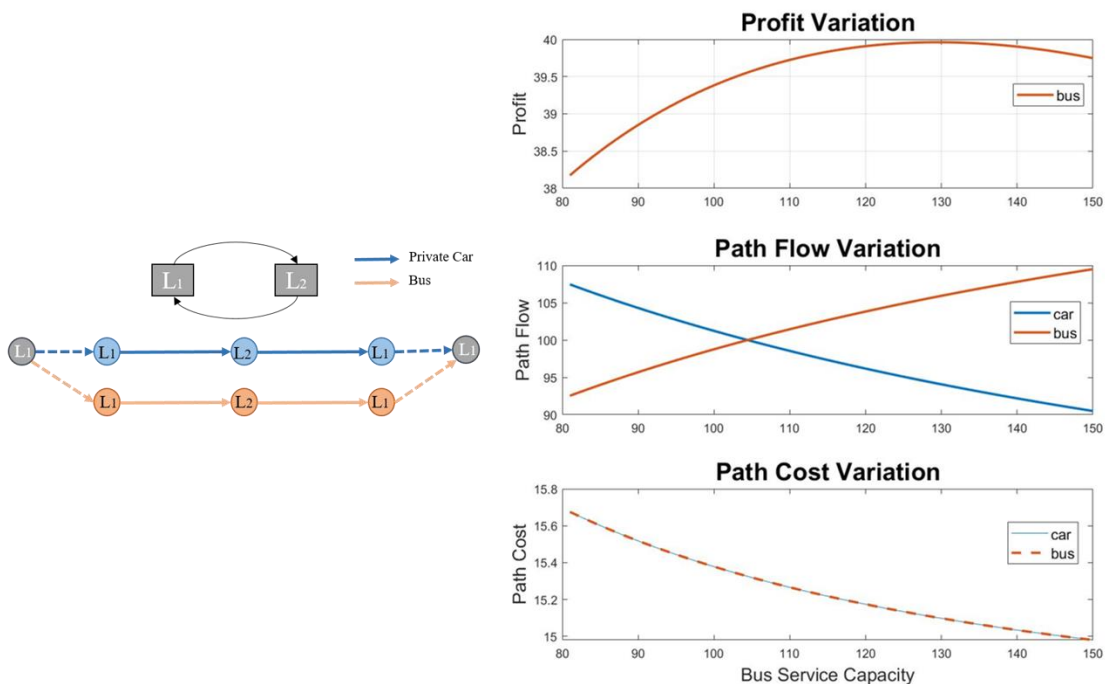 L1
L2
Private Car
Bus
L1
L1
L2
L1
L1
L1
L2
L1
Profit Variation
Profit
40
39.5
39
38.5
38
80 90 100 110 120 130 140 150
bus
Path Flow Variation
Path Flow
110
105
100
95
90
80 90 100 110 120 130 140 150
car
bus
Path Cost Variation
Path Cost
15.8
15.6
15.4
15.2
15
80 90 100 110 120 130 140 150
car
bus
Bus Service Capacity